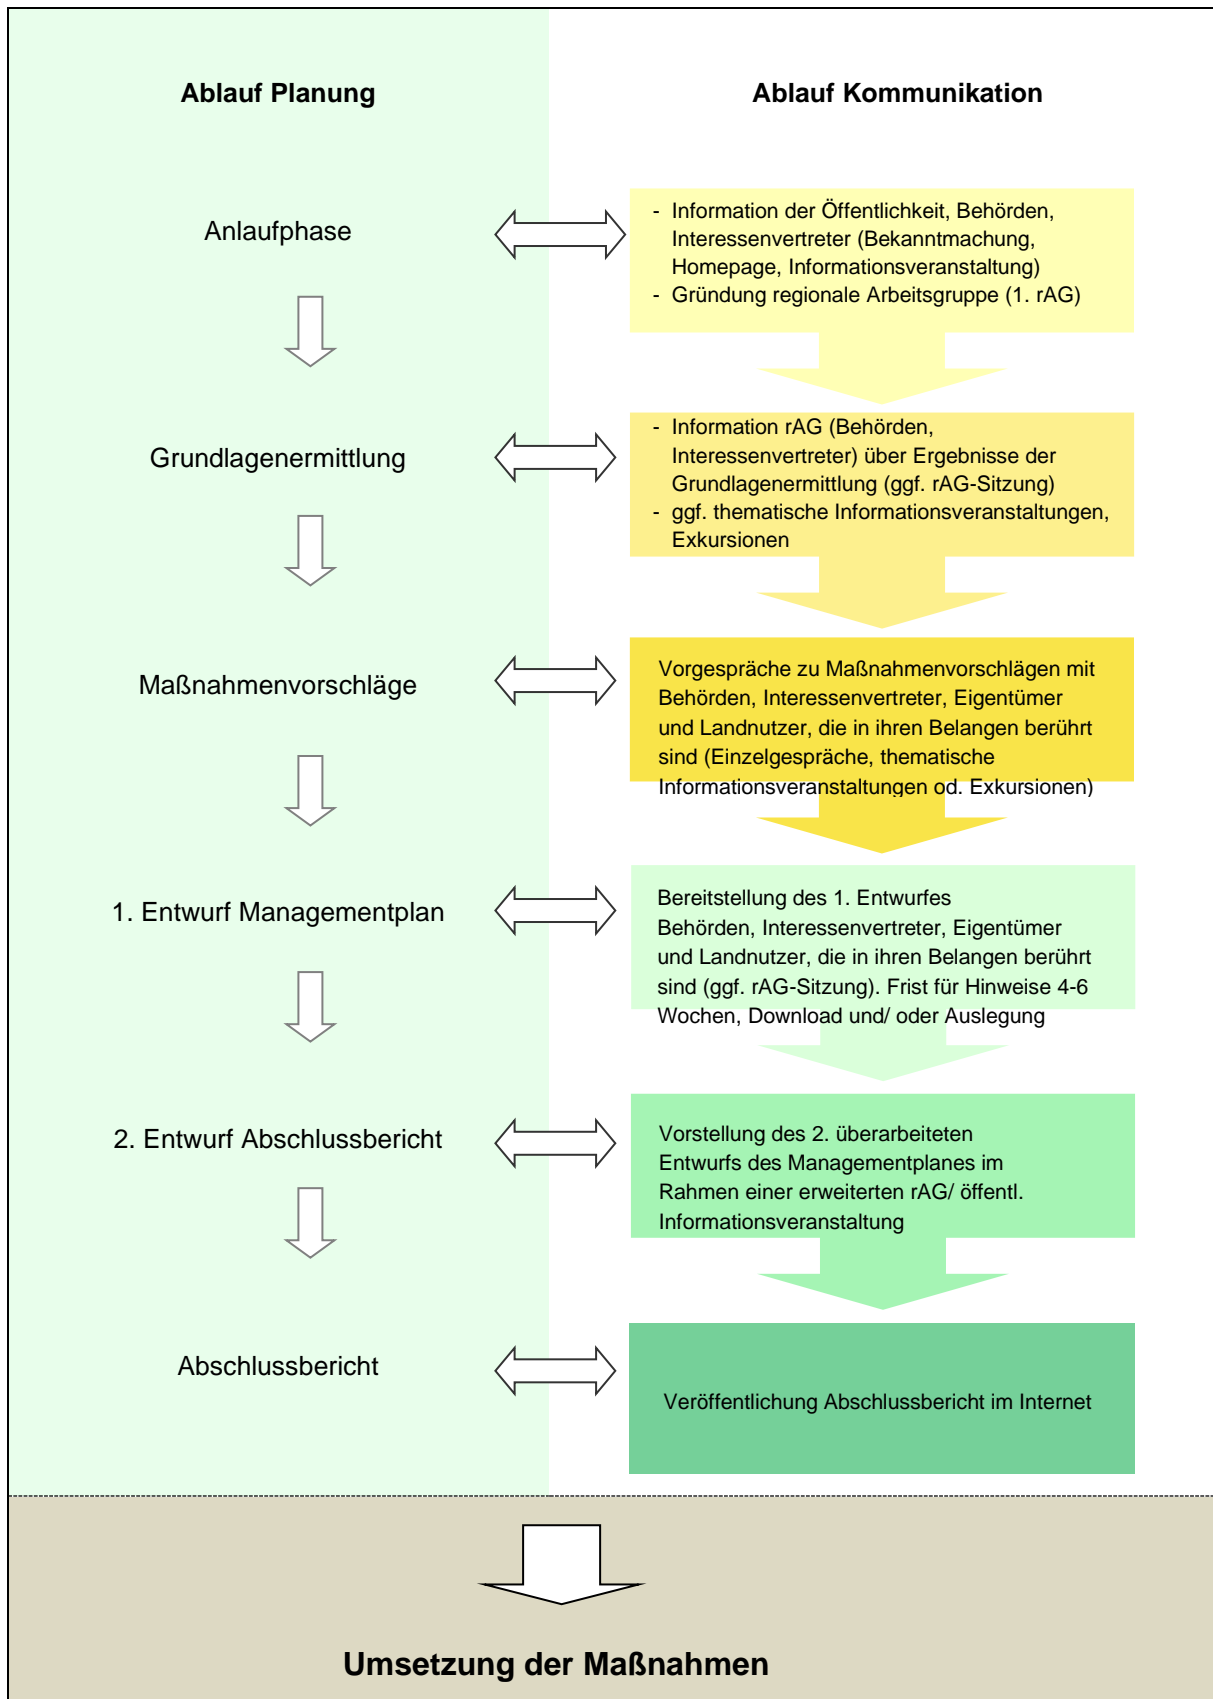 Ablauf Planung
Ablauf Kommunikation
Anlaufphase
- Information der Öffentlichkeit, Behörden,
Interessenvertreter (Bekanntmachung,
Homepage, Informationsveranstaltung)
- Gründung regionale Arbeitsgruppe (1. rAG)
Grundlagenermittlung
- Information rAG (Behörden,
Interessenvertreter) über Ergebnisse der
Grundlagenermittlung (ggf. rAG-Sitzung)
- ggf. thematische Informationsveranstaltungen,
Exkursionen
Maßnahmenvorschläge
Vorgespräche zu Maßnahmenvorschlägen mit
Behörden, Interessenvertreter, Eigentümer
und Landnutzer, die in ihren Belangen berührt
sind (Einzelgespräche, thematische
Informationsveranstaltungen od. Exkursionen)
1. Entwurf Managementplan
Bereitstellung des 1. Entwurfes
Behörden, Interessenvertreter, Eigentümer
und Landnutzer, die in ihren Belangen berührt
sind (ggf. rAG-Sitzung). Frist für Hinweise 4-6
Wochen, Download und/ oder Auslegung
2. Entwurf Abschlussbericht
Vorstellung des 2. überarbeiteten
Entwurfs des Managementplanes im
Rahmen einer erweiterten rAG/ öffentl.
Informationsveranstaltung
Abschlussbericht
Veröffentlichung Abschlussbericht im Internet
Umsetzung der Maßnahmen